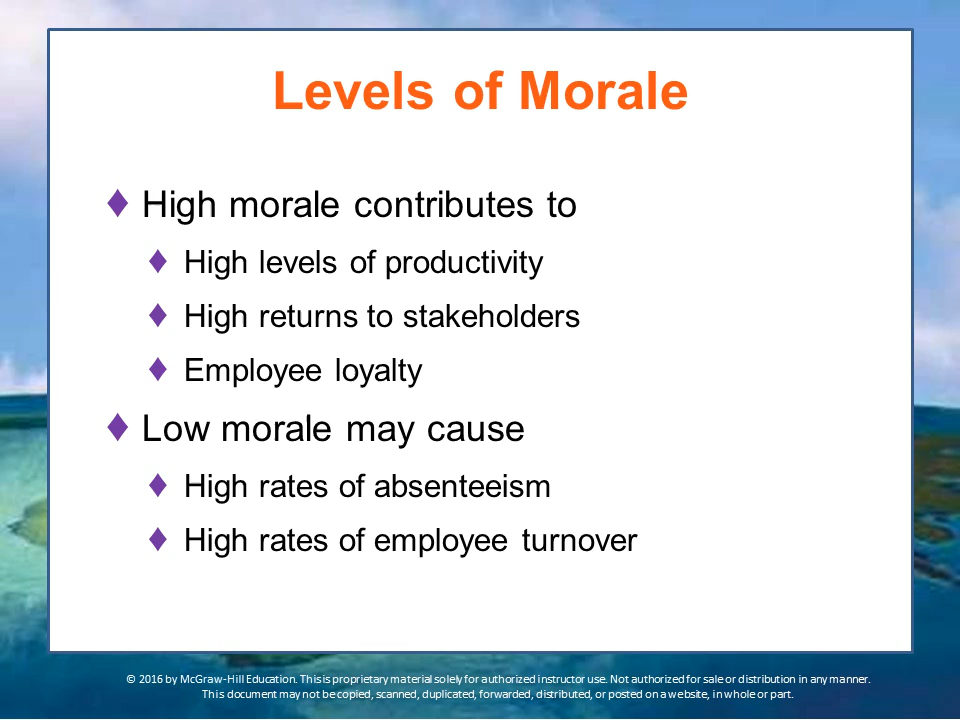 Levels of Morale
♦ High morale contributes to
♦ High levels of productivity
♦ High returns to stakeholders
♦ Employee loyalty
♦ Low morale may cause
♦ High rates of absenteeism
♦ High rates of employee turnover
© 2016 by McGraw-Hill Education. This is proprietary material solely for authorized instructor use. Not authorized for sale or distribution in any manner.
This document may not be copied, scanned, duplicated, forwarded, distributed, or posted on a website, in whole or part.